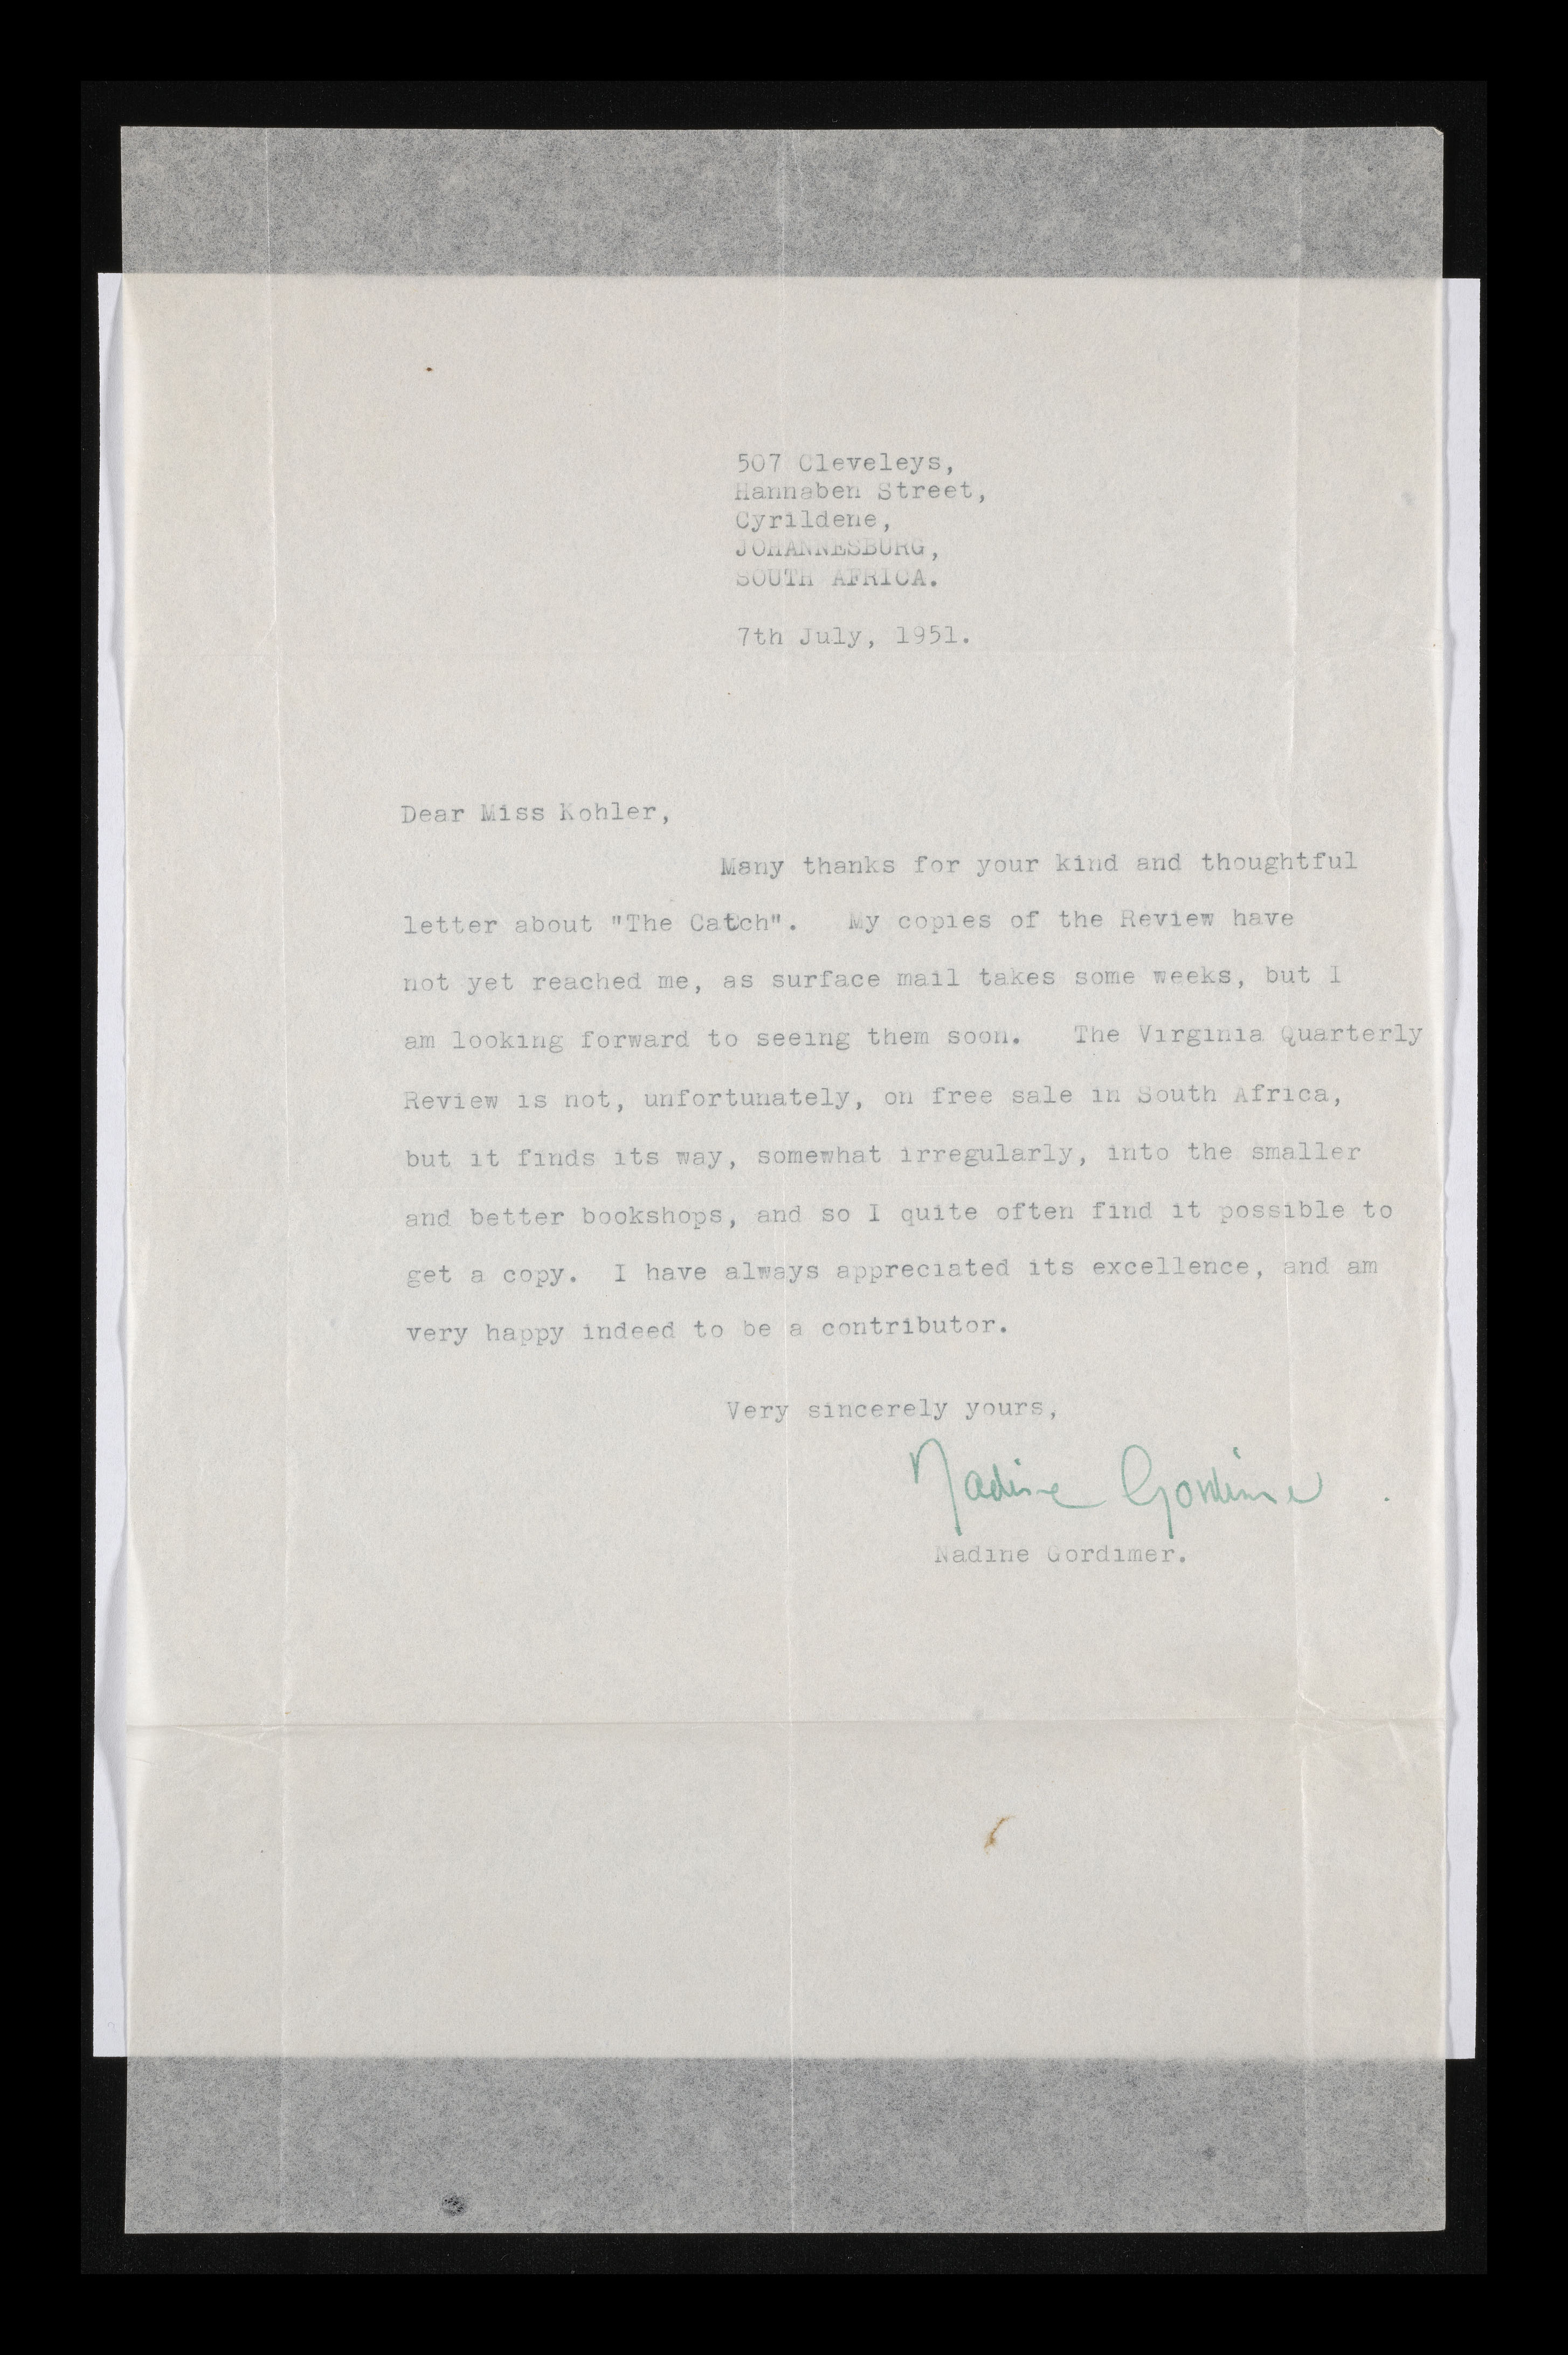 507 Cleveleys,
Hannaben Street,
Cyrildene,
JOHANNESBURG,
SOUTH AFRICA.
7th July, 1951.
Dear Miss Kohler,
Many thanks for your kind and thoughtful
letter about "The Catch".   My copies of the Review have
not yet reached me, as surface mail takes some weeks, but I
am looking forward to seeing them soon.   The Virginia Quarterly
Review is not, unfortunately, on free sale in South Africa,
but it finds its way, somewhat irregularly, into the smaller
and better bookshops, and so I quite often find it possible to
get a copy.  I have always appreciated its excellence, and am
very happy indeed to be a contributor.
Very sincerely yours,
Nadine Gordimer
Nadine Gordimer.